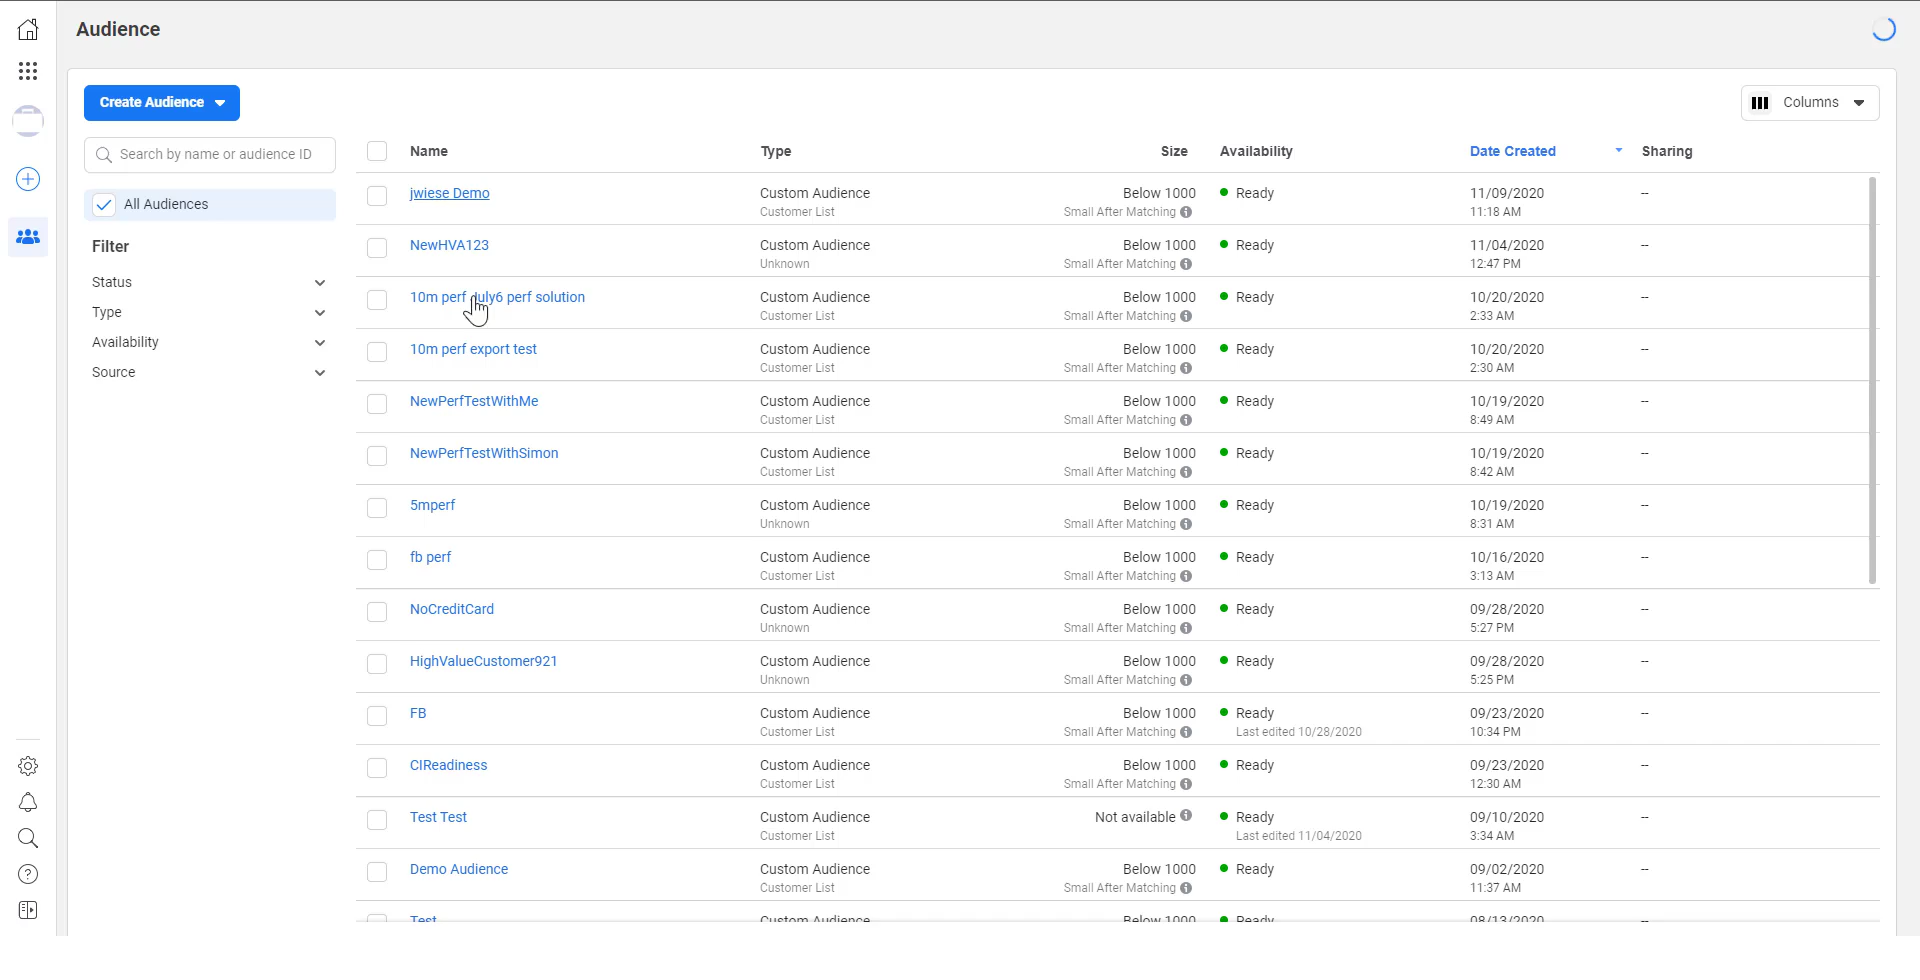 Audience
Create Audience
Columns
Search by name or audience ID
All Audiences
Filter
Status
Type
Availability
Source
Name Type Size Availability Date Created Sharing
jwiese Demo Custom Audience Below 1000 Ready 11/09/2020 --
Customer List Small After Matching 11:18 AM
NewHVA123 Custom Audience Below 1000 Ready 11/04/2020 --
Unknown Small After Matching 12:47 PM
10m perf July6 perf solution Custom Audience Below 1000 Ready 10/20/2020 --
Customer List Small After Matching 2:33 AM
10m perf export test Custom Audience Below 1000 Ready 10/20/2020 --
Customer List Small After Matching 2:30 AM
NewPerfTestWithMe Custom Audience Below 1000 Ready 10/19/2020 --
Customer List Small After Matching 8:49 AM
NewPerfTestWithSimon Custom Audience Below 1000 Ready 10/19/2020 --
Customer List Small After Matching 8:42 AM
5mperf Custom Audience Below 1000 Ready 10/19/2020 --
Unknown Small After Matching 8:31 AM
fb perf Custom Audience Below 1000 Ready 10/16/2020 --
Customer List Small After Matching 3:13 AM
NoCreditCard Custom Audience Below 1000 Ready 09/28/2020 --
Unknown Small After Matching 5:27 PM
HighValueCustomer921 Custom Audience Below 1000 Ready 09/28/2020 --
Unknown Small After Matching 5:25 PM
FB Custom Audience Below 1000 Ready 09/23/2020 --
Customer List Small After Matching Last edited 10/28/2020 10:34 PM
CIReadiness Custom Audience Below 1000 Ready 09/23/2020 --
Customer List Small After Matching 12:30 AM
Test Test Custom Audience Not available Ready 09/10/2020 --
Customer List Last edited 11/04/2020 3:34 AM
Demo Audience Custom Audience Below 1000 Ready 09/02/2020 --
Customer List Small After Matching 11:37 AM
Test Custom Audience Below 1000 Ready 08/13/2020 --